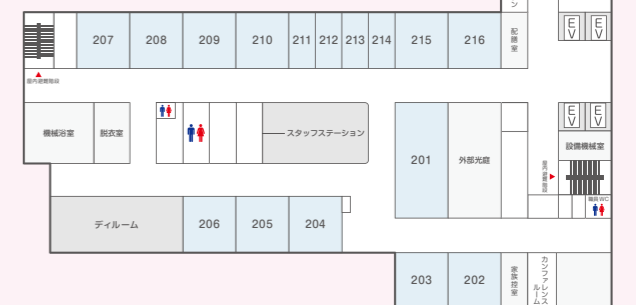 ン
EV
EV
207
208
209
210
211
212
213
214
215
216
配膳室
屋内避難階段
機械浴室
脱衣室
スタッフステーション
201
外部光庭
EV
EV
設備機械室
屋内避難階段
職員WC
ディルーム
206
205
204
203
202
家族控室
カンファレンスルーム